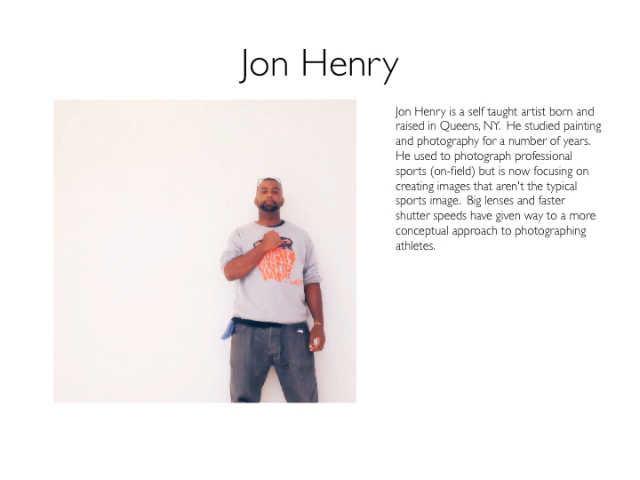 Jon Henry
Jon Henry is a self taught artist born and
raised in Queens, NY.  He studied painting
and photography for a number of years.
He used to photograph professional
sports (on-field) but is now focusing on
creating images that aren't the typical
sports image.  Big lenses and faster
shutter speeds have given way to a more
conceptual approach to photographing
athletes.